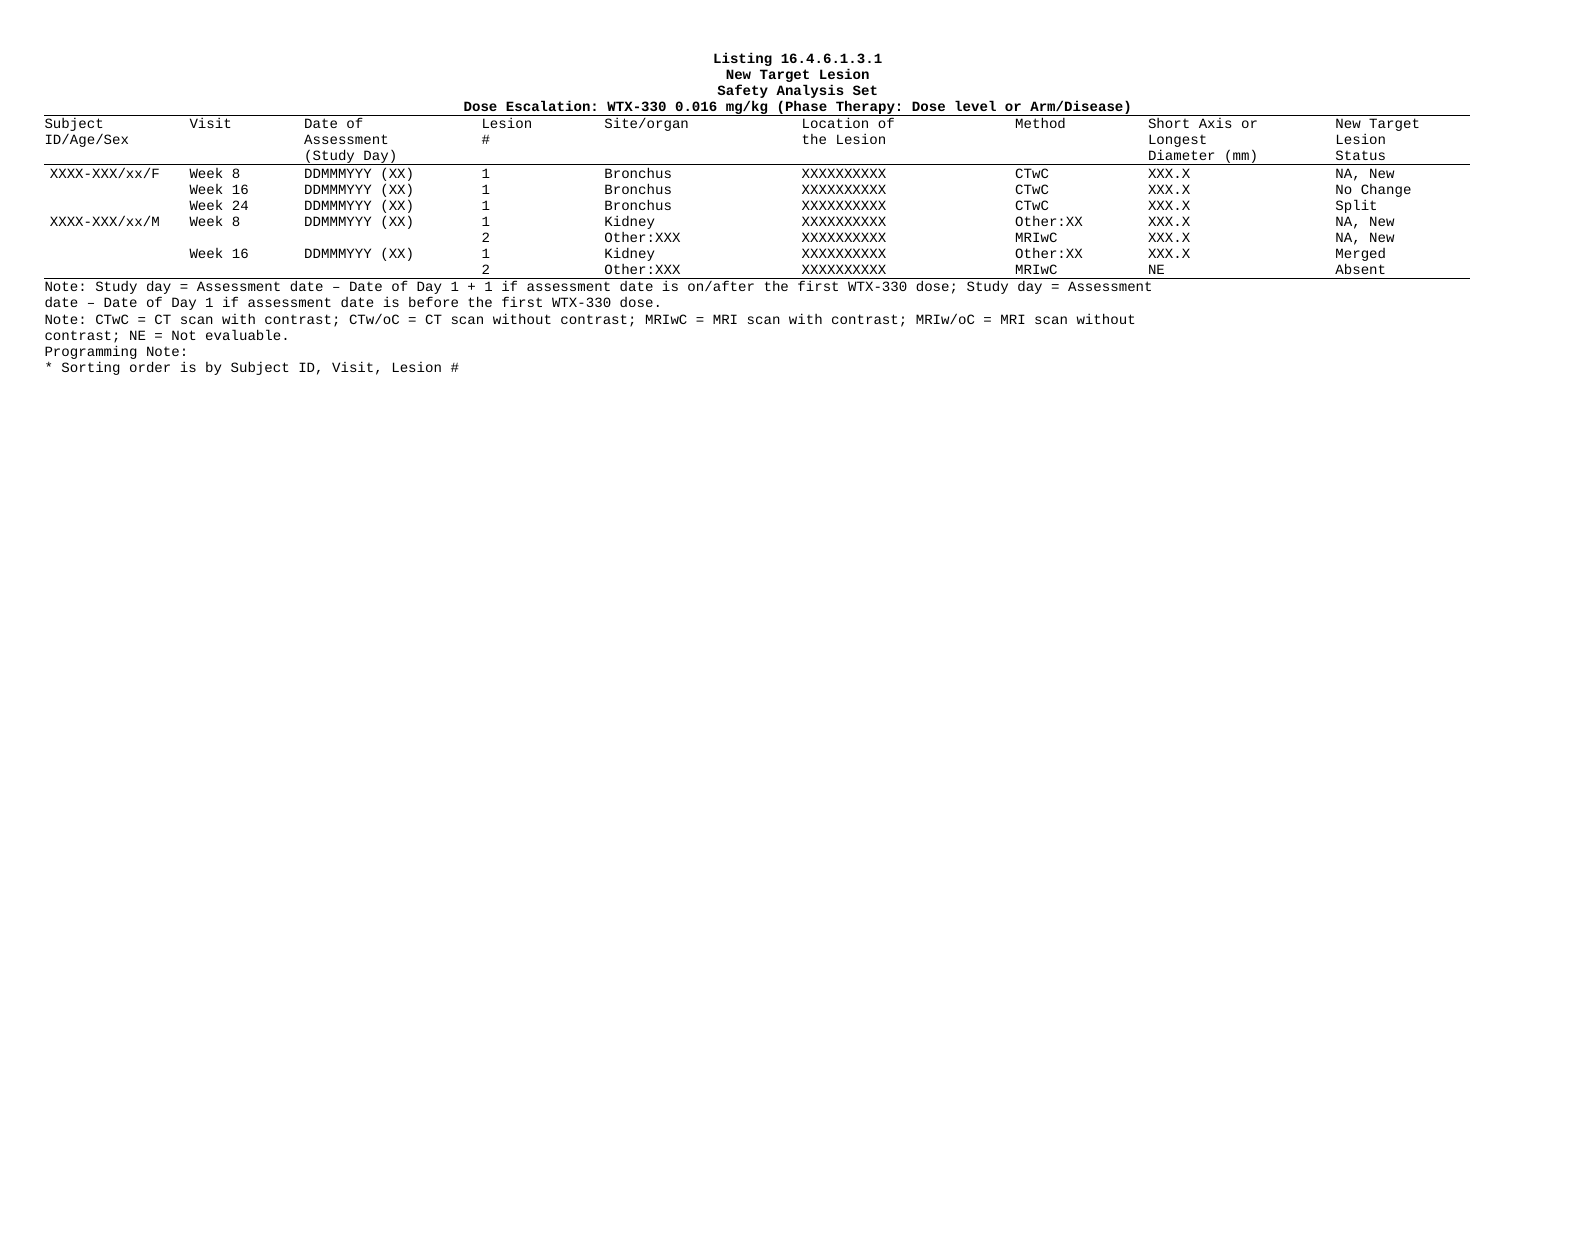 Listing 16.4.6.1.3.1
New Target Lesion
Safety Analysis Set
Dose Escalation: WTX-330 0.016 mg/kg (Phase Therapy: Dose level or Arm/Disease)
Subject Visit Date of Lesion Site/organ Location of Method Short Axis or New Target
ID/Age/Sex Assessment # the Lesion Longest Lesion
(Study Day) Diameter (mm) Status
XXXX-XXX/xx/F Week 8 DDMMMYYY (XX) 1 Bronchus XXXXXXXXXX CTwC XXX.X NA, New
Week 16 DDMMMYYY (XX) 1 Bronchus XXXXXXXXXX CTwC XXX.X No Change
Week 24 DDMMMYYY (XX) 1 Bronchus XXXXXXXXXX CTwC XXX.X Split
XXXX-XXX/xx/M Week 8 DDMMMYYY (XX) 1 Kidney XXXXXXXXXX Other:XX XXX.X NA, New
2 Other:XXX XXXXXXXXXX MRIwC XXX.X NA, New
Week 16 DDMMMYYY (XX) 1 Kidney XXXXXXXXXX Other:XX XXX.X Merged
2 Other:XXX XXXXXXXXXX MRIwC NE Absent
Note: Study day = Assessment date – Date of Day 1 + 1 if assessment date is on/after the first WTX-330 dose; Study day = Assessment
date – Date of Day 1 if assessment date is before the first WTX-330 dose.
Note: CTwC = CT scan with contrast; CTw/oC = CT scan without contrast; MRIwC = MRI scan with contrast; MRIw/oC = MRI scan without
contrast; NE = Not evaluable.
Programming Note:
* Sorting order is by Subject ID, Visit, Lesion #